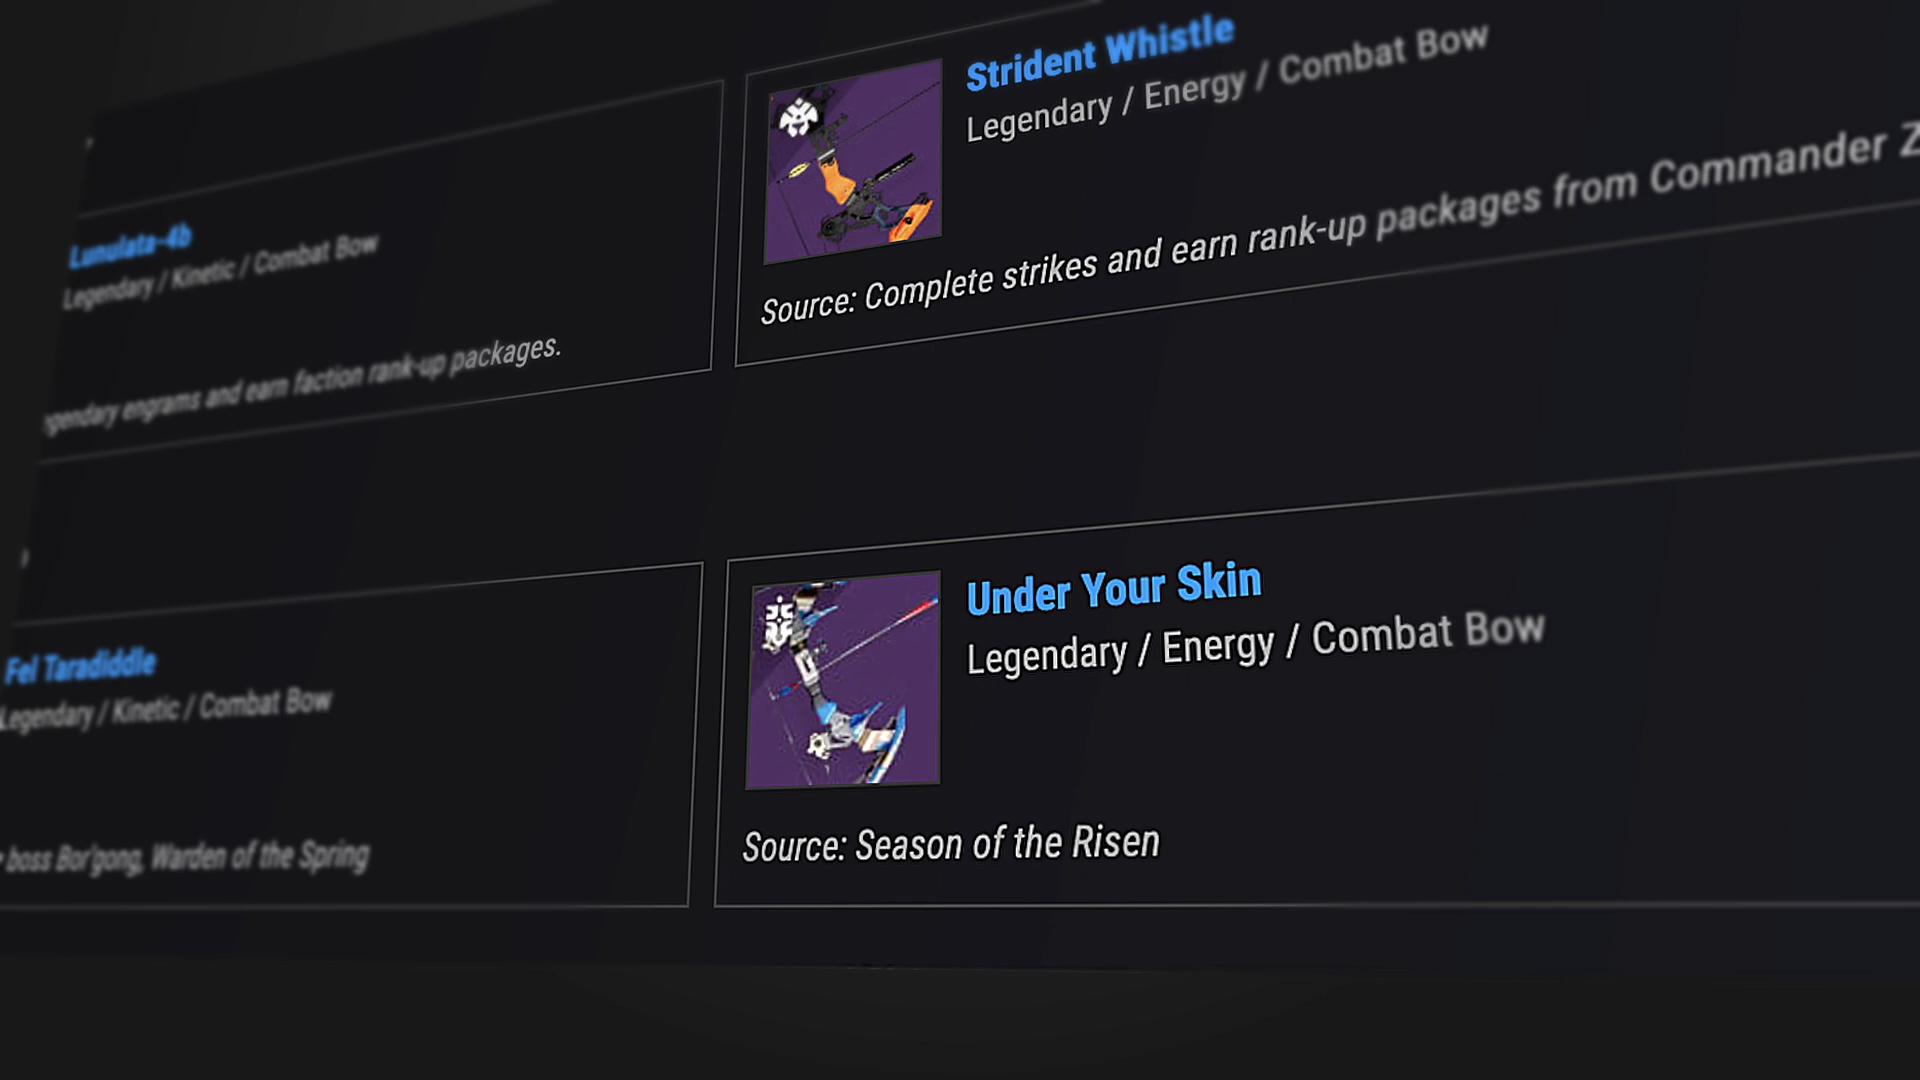 Lunulata-4b
Legendary / Kinetic / Combat Bow
engrams and earn faction rank-up packages.
Strident Whistle
Legendary / Energy / Combat Bow
Source: Complete strikes and earn rank-up packages from Commander
Fel Taradiddle
Legendary / Kinetic / Combat Bow
boss Bor'gong, Warden of the Spring
Under Your Skin
Legendary / Energy / Combat Bow
Source: Season of the Risen